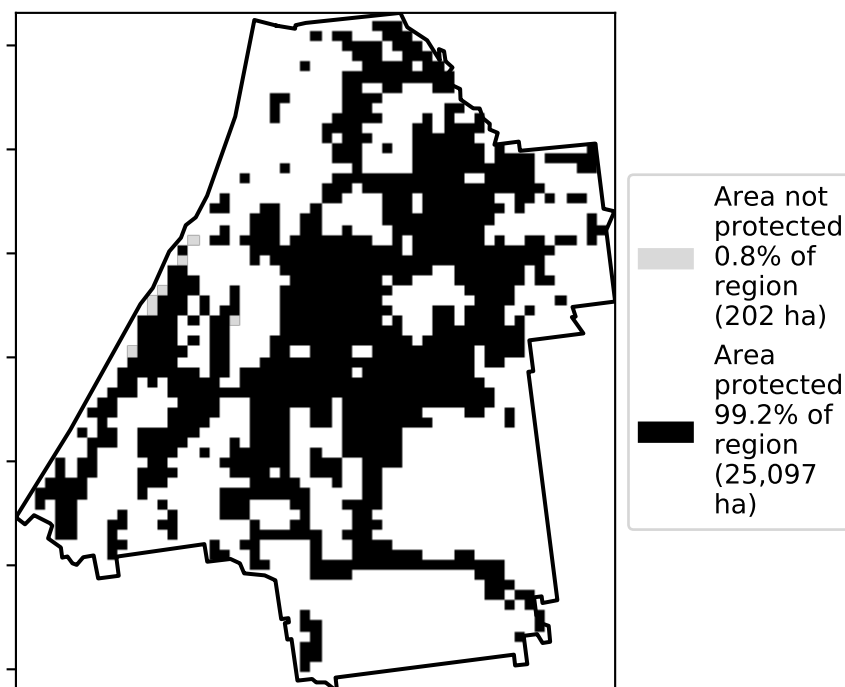 Area not
protected
0.8% of
region
(202 ha)
Area
protected
99.2% of
region
(25,097
ha)